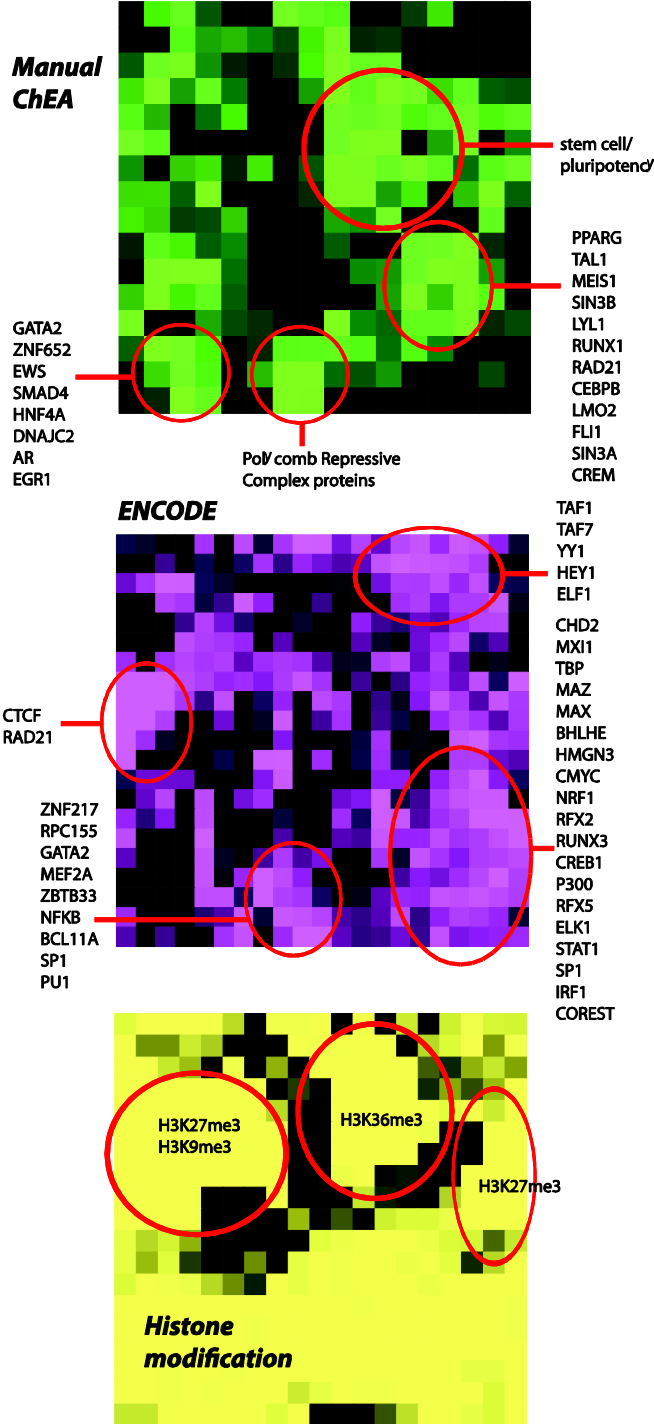 Manual
ChEA
stem cell/
pluripotency
PPARG
TAL1
MEIS1
SIN3B
LYL1
RUNX1
RAD21
CEBPB
LMO2
FLI1
SIN3A
CREM
GATA2
ZNF652
EWS
SMAD4
HNF4A
DNAJC2
AR
EGR1
Polycomb Repressive
Complex proteins
ENCODE
TAF1
TAF7
YY1
HEY1
ELF1
CHD2
MXI1
TBP
MAZ
MAX
BHLHE
HMGN3
CMYC
NRF1
RFX2
RUNX3
CREB1
P300
RFX5
ELK1
STAT1
SP1
IRF1
COREST
CTCF
RAD21
ZNF217
RPC155
GATA2
MEF2A
ZBTB33
NFKB
BCL11A
SP1
PU1
H3K27me3
H3K9me3
H3K36me3
H3K27me3
Histone
modification